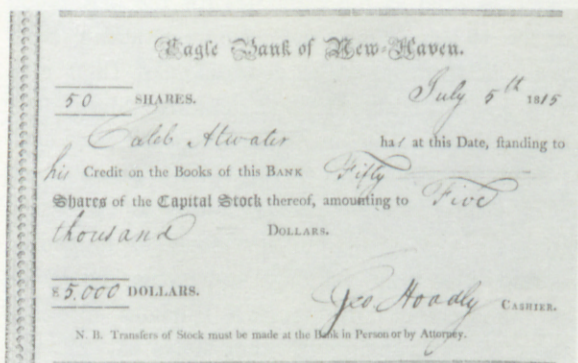 Eagle Bank of New-Haven.
50 SHARES. July 5th 1815
Caleb Atwater has at this Date, standing to
his Credit on the Books of this BANK Fifty
Shares of the Capital Stock thereof, amounting to Five
thousand DOLLARS.
$5,000 DOLLARS. Geo. Hoadly CASHIER.
N. B. Transfers of Stock must be made at the Bank in Person or by Attorney.